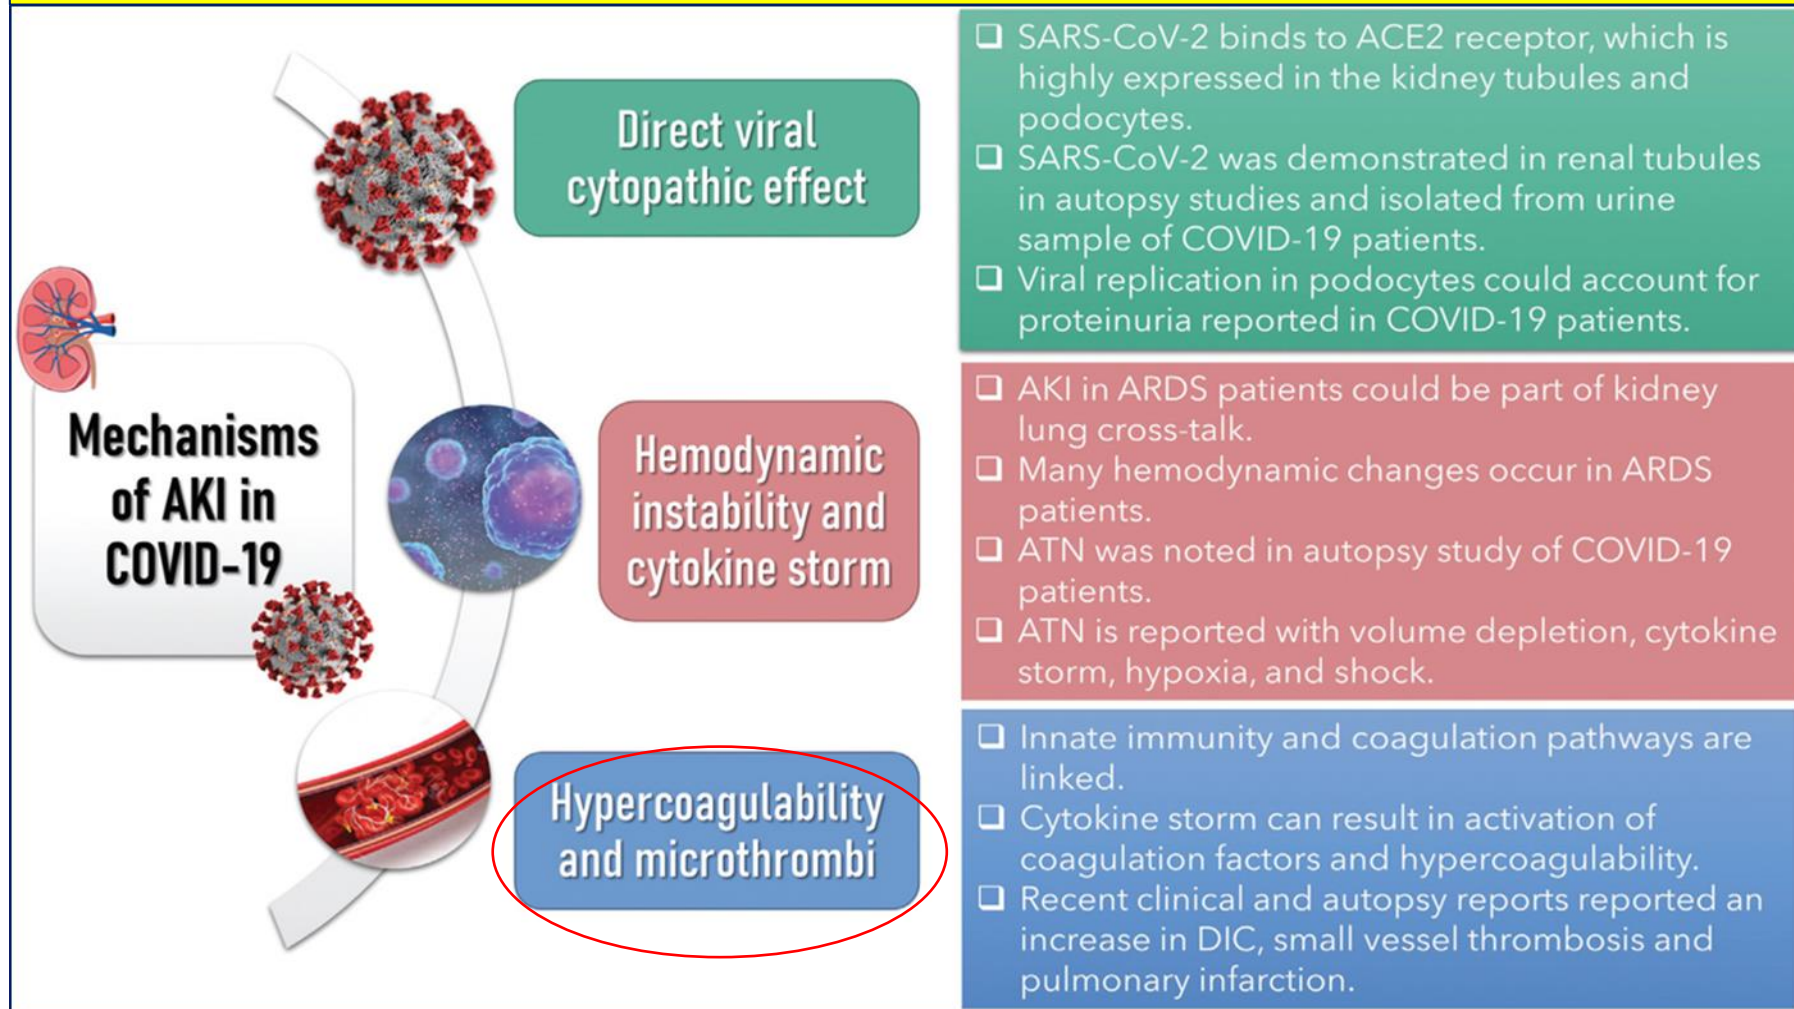 Mechanisms
of AKI in
COVID-19
Direct viral
cytopathic effect
❑ SARS-CoV-2 binds to ACE2 receptor, which is
highly expressed in the kidney tubules and
podocytes.
❑ SARS-CoV-2 was demonstrated in renal tubules
in autopsy studies and isolated from urine
sample of COVID-19 patients.
❑ Viral replication in podocytes could account for
proteinuria reported in COVID-19 patients.
Hemodynamic
instability and
cytokine storm
❑ AKI in ARDS patients could be part of kidney
lung cross-talk.
❑ Many hemodynamic changes occur in ARDS
patients.
❑ ATN was noted in autopsy study of COVID-19
patients.
❑ ATN is reported with volume depletion, cytokine
storm, hypoxia, and shock.
Hypercoagulability
and microthrombi
❑ Innate immunity and coagulation pathways are
linked.
❑ Cytokine storm can result in activation of
coagulation factors and hypercoagulability.
❑ Recent clinical and autopsy reports reported an
increase in DIC, small vessel thrombosis and
pulmonary infarction.